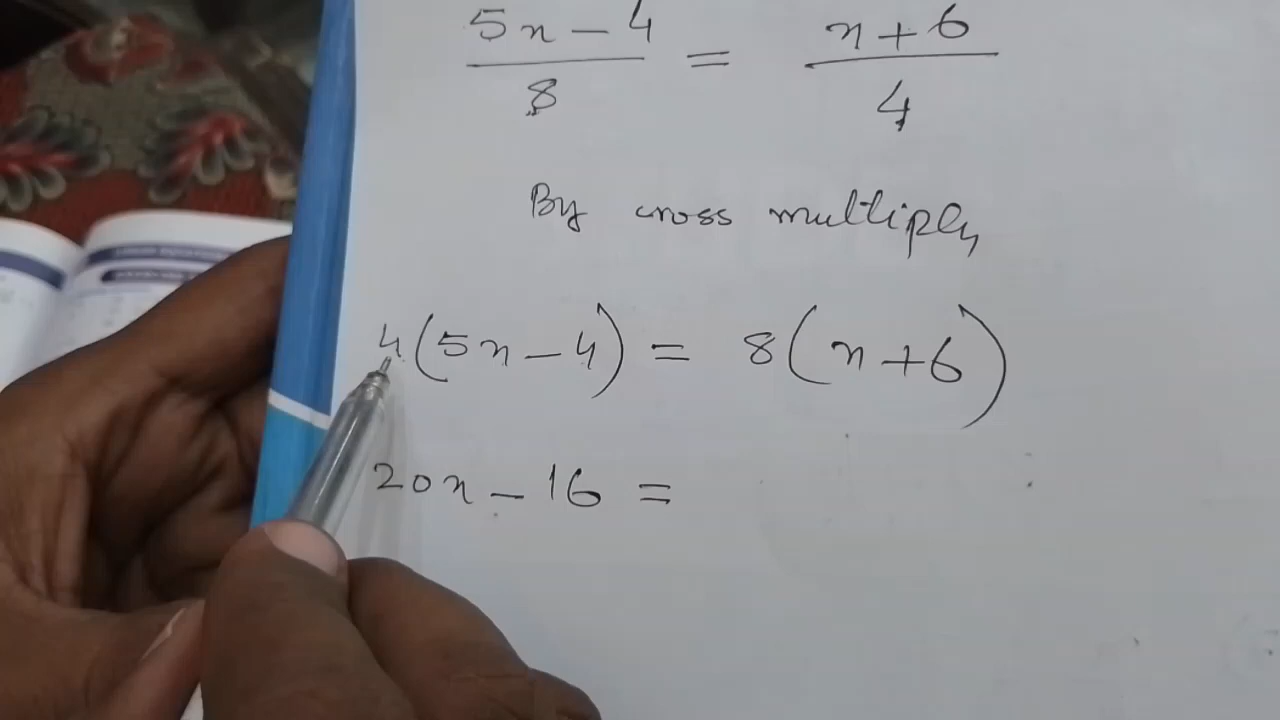 5x - 4 = x + 6
8 4
By cross multiply
4(5x - 4) = 8(x + 6)
20x - 16 =